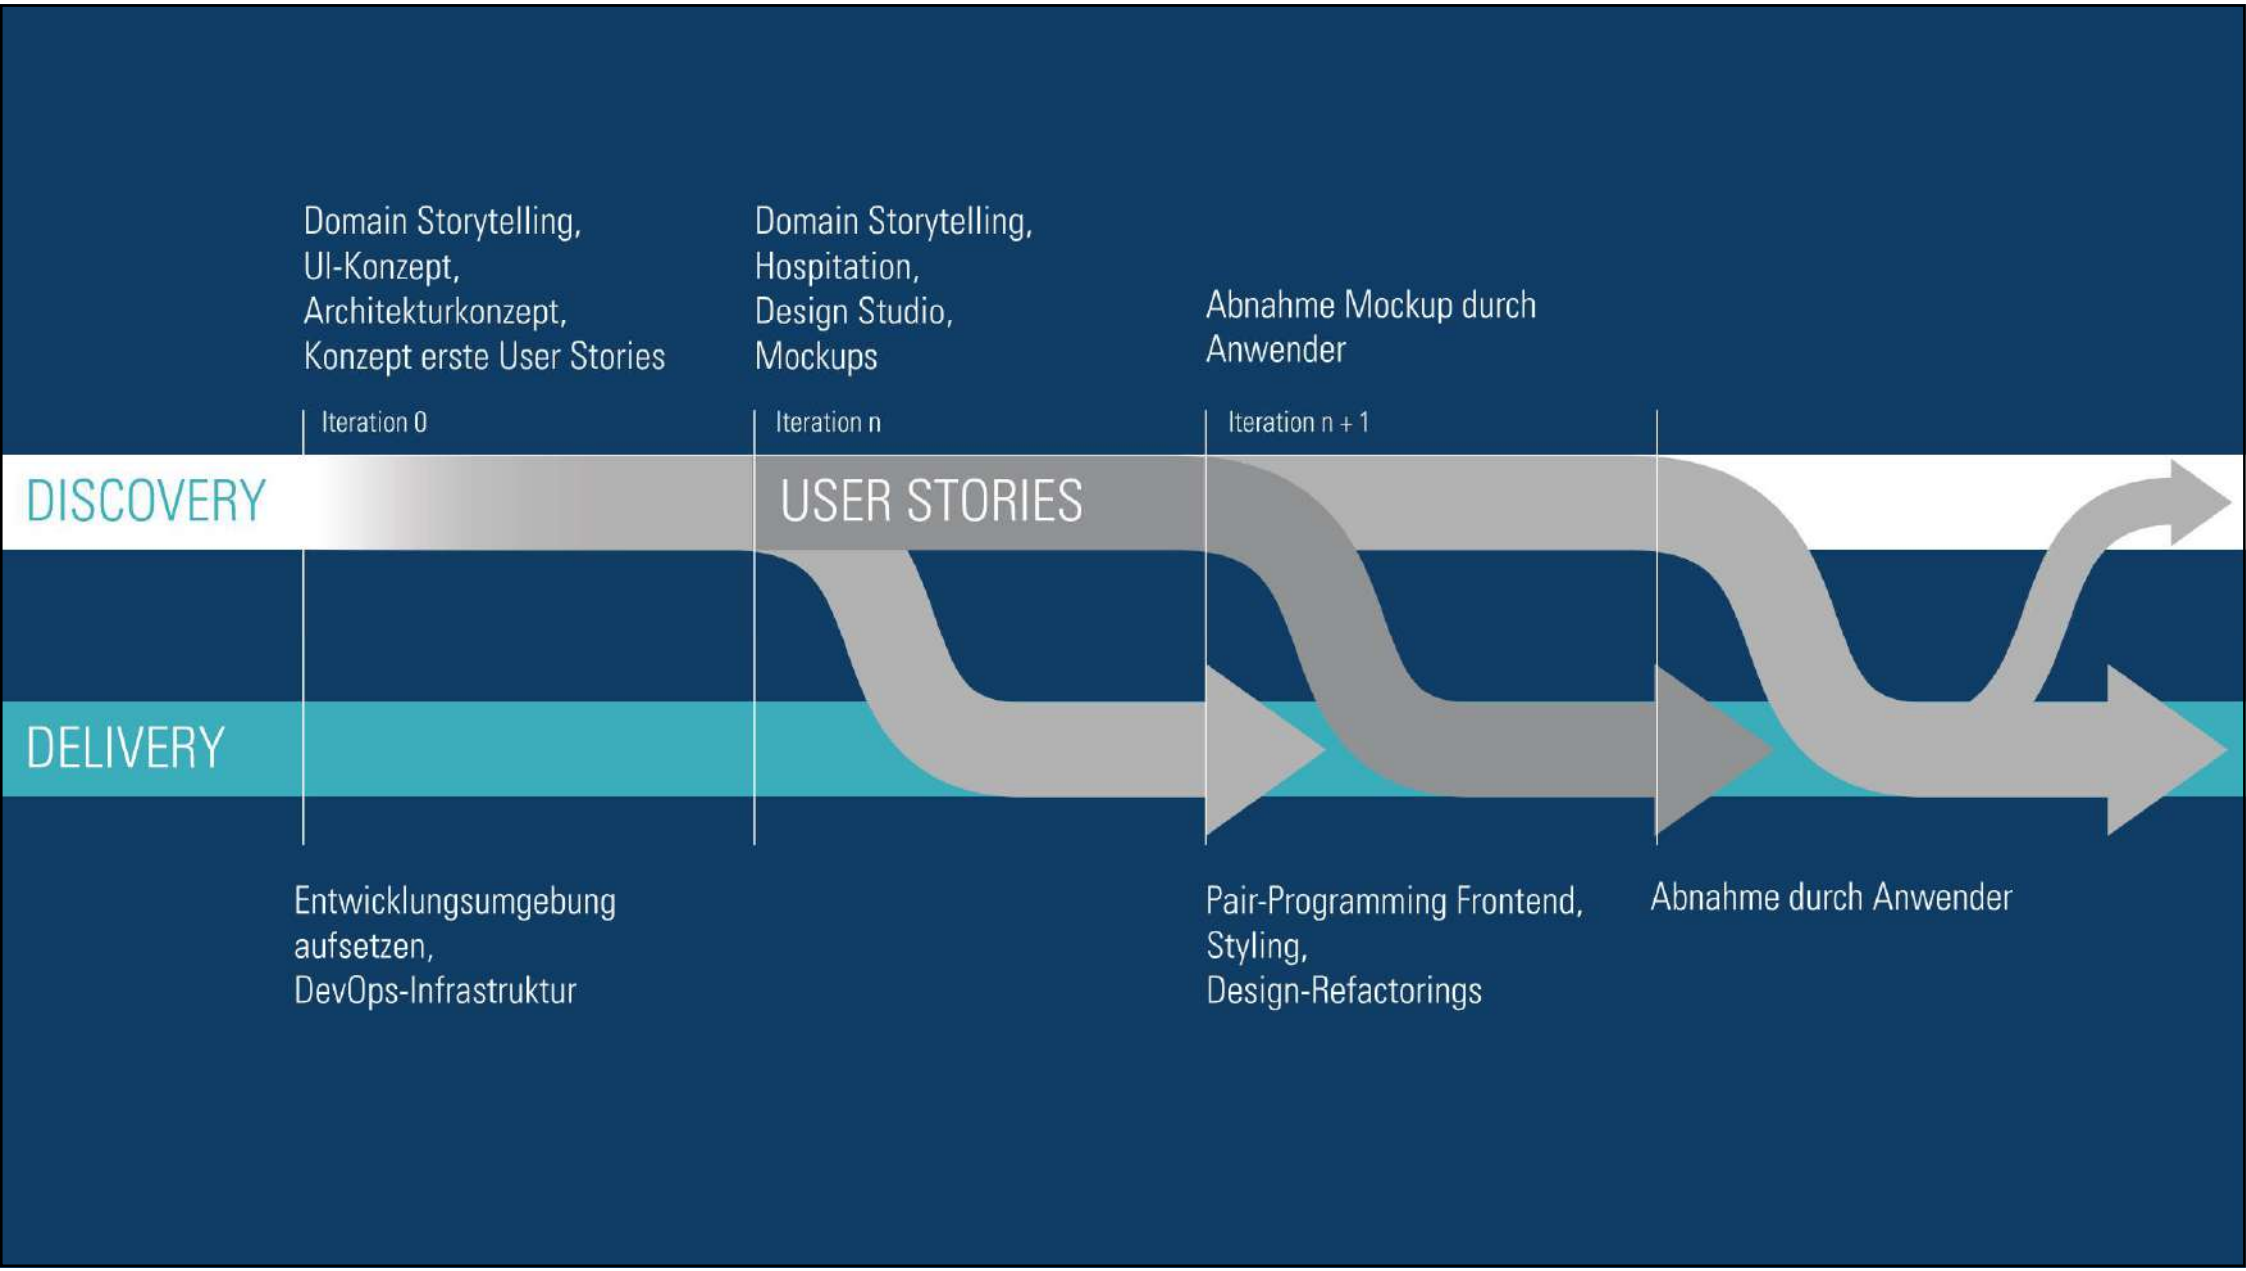 Domain Storytelling,
UI-Konzept,
Architekturkonzept,
Konzept erste User Stories
Domain Storytelling,
Hospitation,
Design Studio,
Mockups
Abnahme Mockup durch
Anwender
Iteration 0
Iteration n
Iteration n + 1
DISCOVERY
USER STORIES
DELIVERY
Entwicklungsumgebung
aufsetzen,
DevOps-Infrastruktur
Pair-Programming Frontend,
Styling,
Design-Refactorings
Abnahme durch Anwender